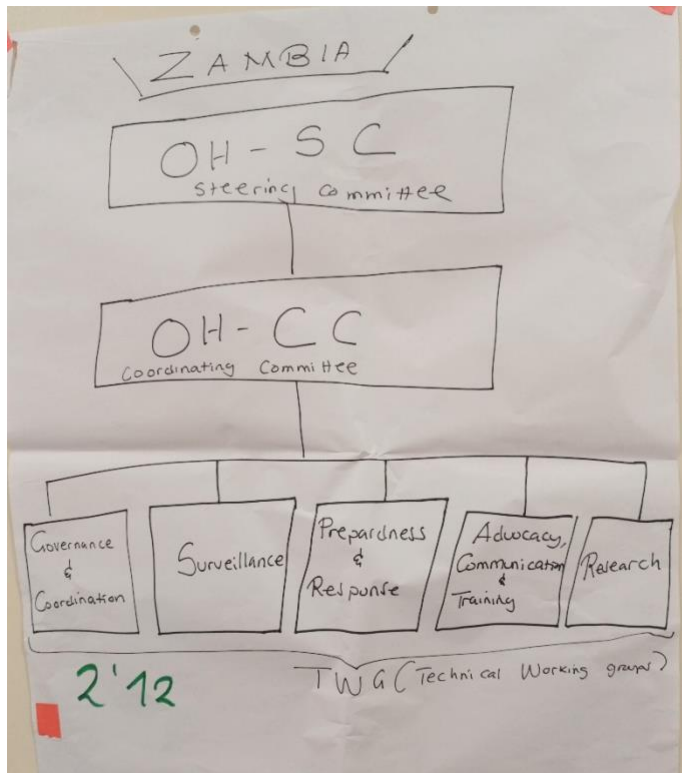 ZAMBIA
OH - SC
Steering Committee
OH - CC
Coordinating Committee
Governance
&
Coordination
Surveillance
Prepardness
&
Response
Advocacy,
Communication
&
Training
Research
TWG (Technical Working groups)
2'12